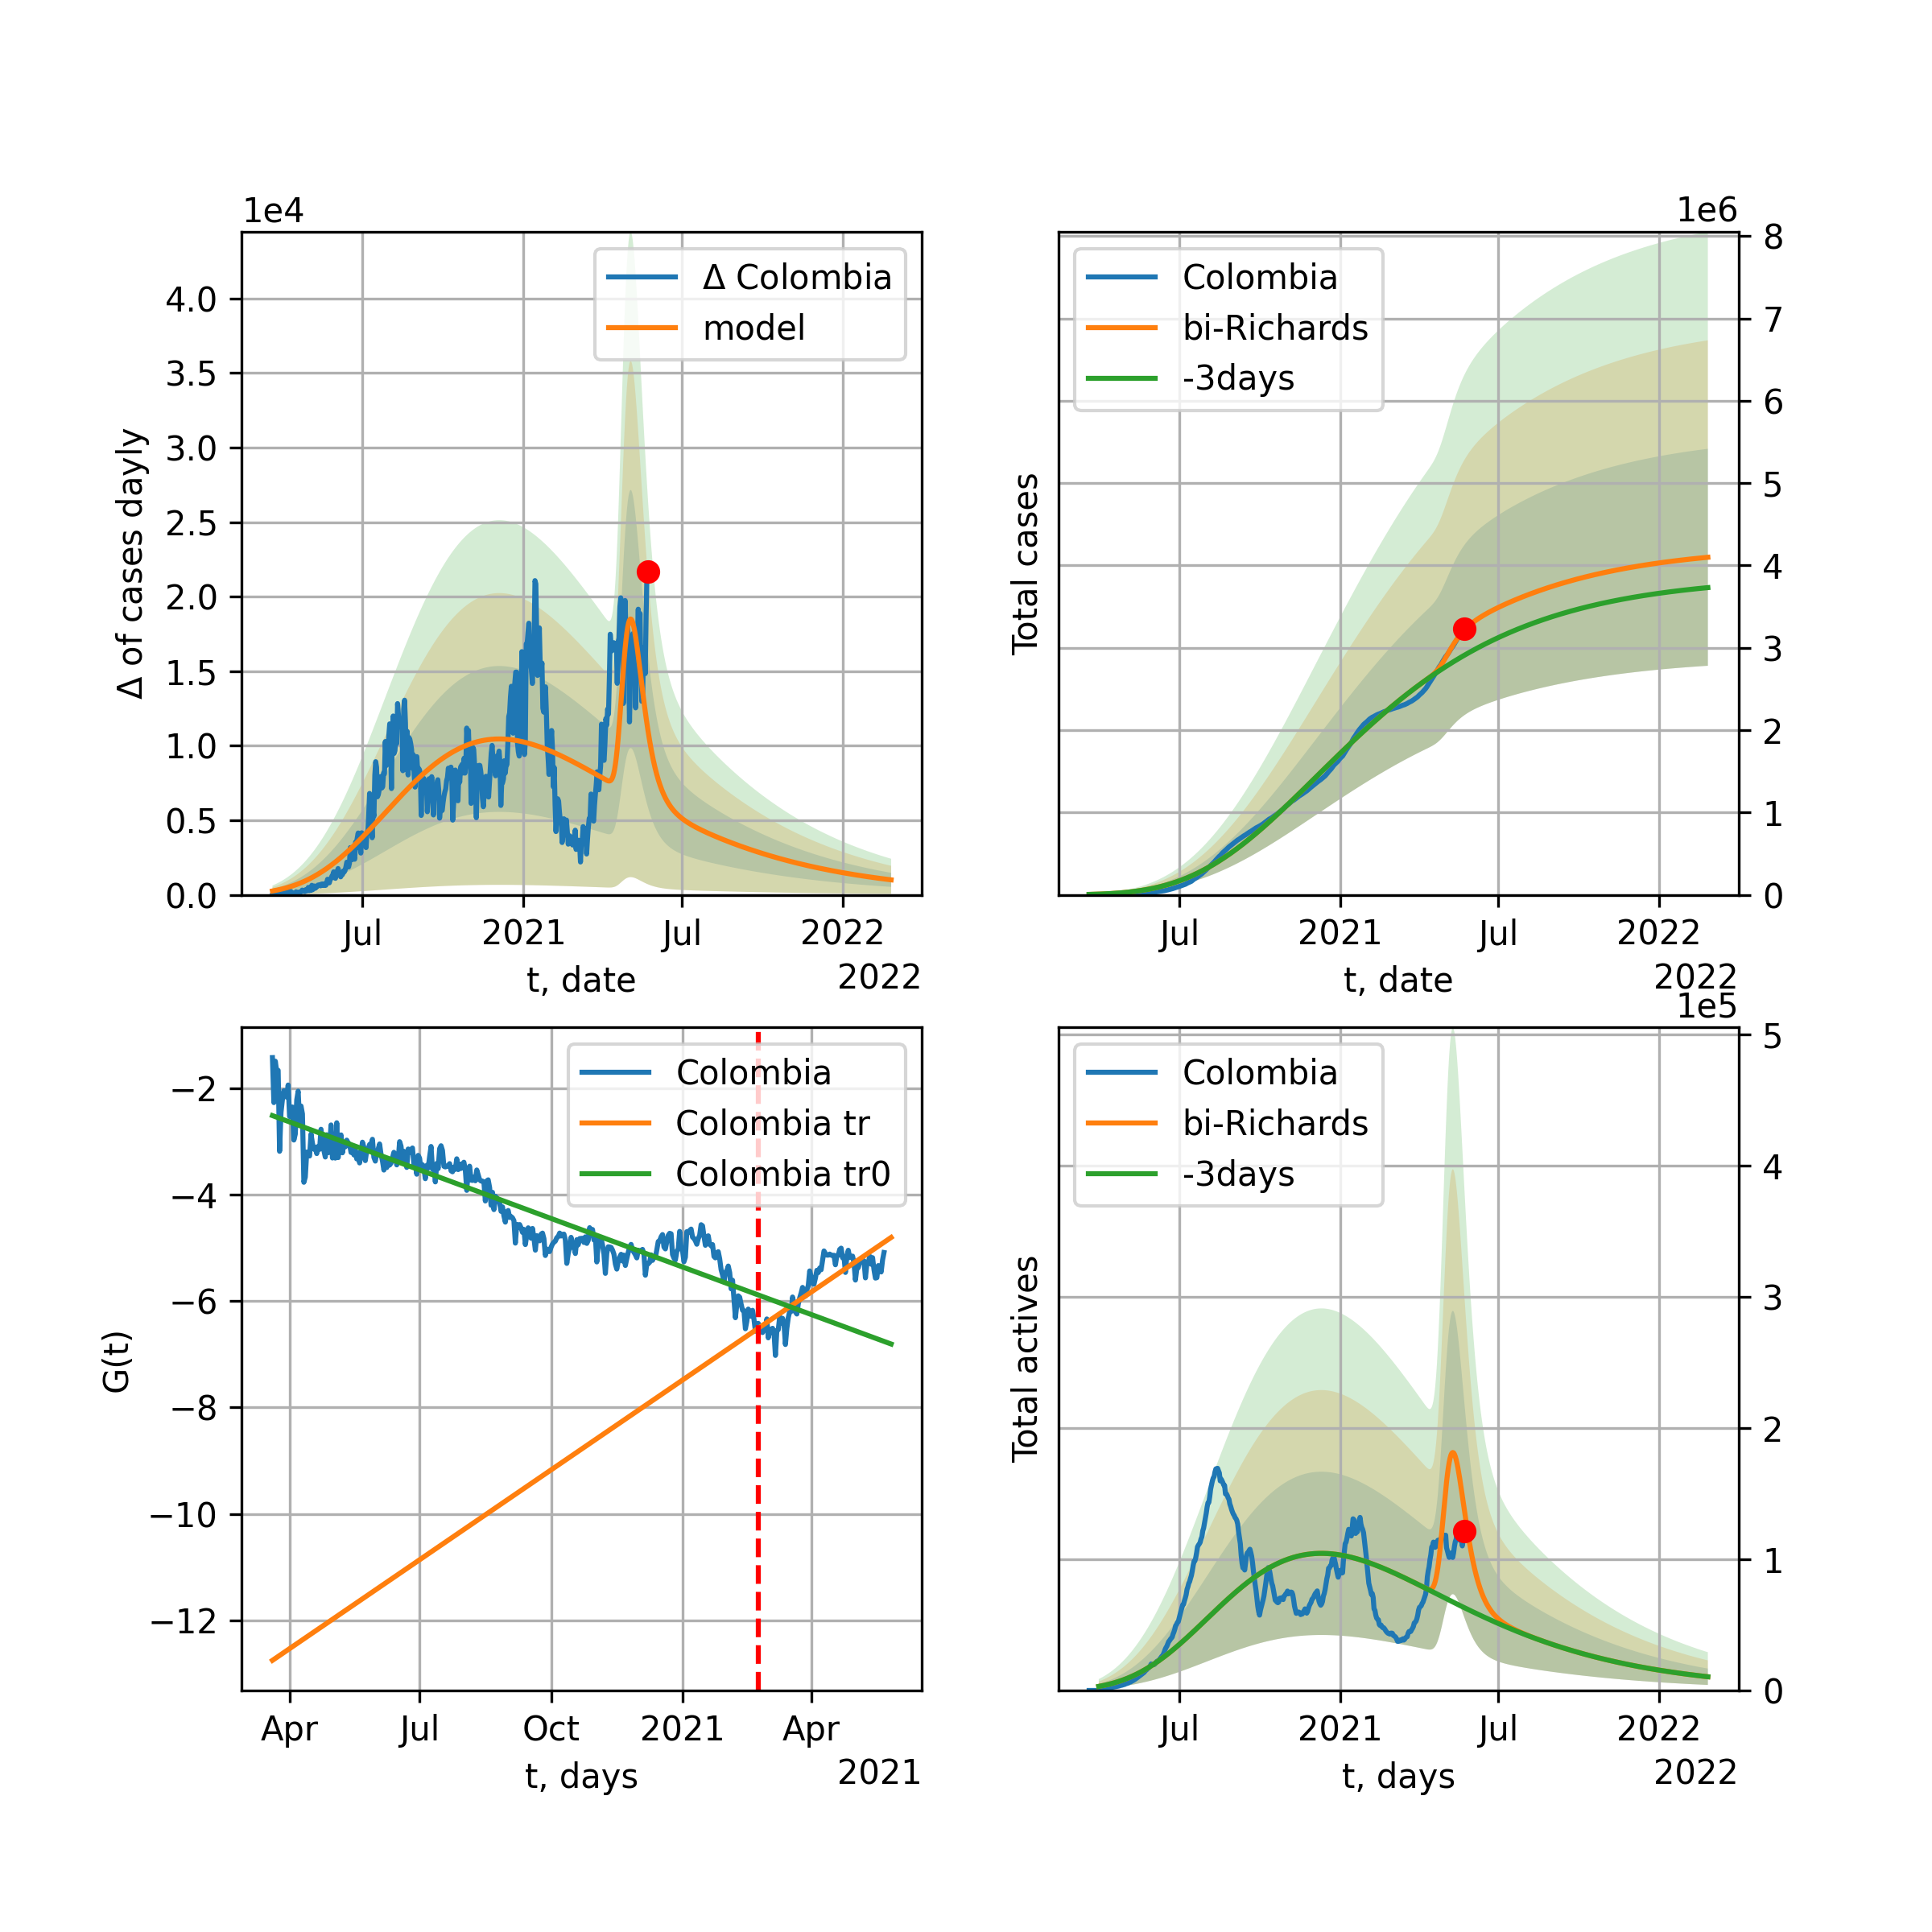 1e4
Δ of cases dayly
4.0
3.5
3.0
2.5
2.0
1.5
1.0
0.5
0.0
Δ Colombia
model
Jul 2021 Jul 2022
t, date
2022
1e6
Total cases
8
7
6
5
4
3
2
1
0
Colombia
bi-Richards
-3days
Jul 2021 Jul 2022
t, date
2022
G(t)
−2
−4
−6
−8
−10
−12
Colombia
Colombia tr
Colombia tr0
Apr Jul Oct 2021 Apr
t, days
2021
1e5
Total actives
5
4
3
2
1
0
Colombia
bi-Richards
-3days
Jul 2021 Jul 2022
t, days
2022